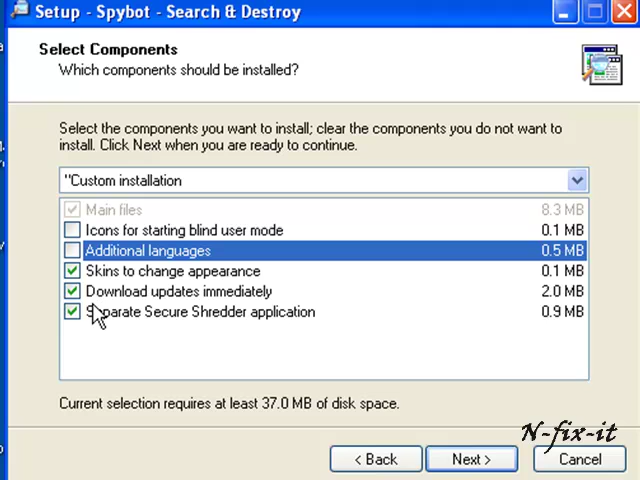 Setup - Spybot - Search & Destroy
Select Components
Which components should be installed?
Select the components you want to install; clear the components you do not want to
install. Click Next when you are ready to continue.
"Custom installation
Main files 8.3 MB
Icons for starting blind user mode 0.1 MB
Additional languages 0.5 MB
Skins to change appearance 0.1 MB
Download updates immediately 2.0 MB
Separate Secure Shredder application 0.9 MB
Current selection requires at least 37.0 MB of disk space.
N-fix-it
< Back Next > Cancel